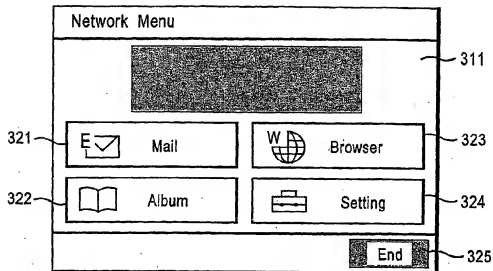 Network Menu
311
321 E Mail W Browser 323
322 Album Setting 324
End 325